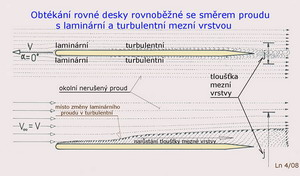 Obtékání rovné desky rovnoběžné se směrem proudu
s laminární a turbulentní mezní vrstvou
V
α=0°
laminární turbulentní
laminární turbulentní
tloušťka
mezní
vrstvy
okolní nerušený proud
místo změny laminárního
proudu v turbulentní
V∞ = V
narůstání tloušťky mezní vrstvy
Ln 4/08